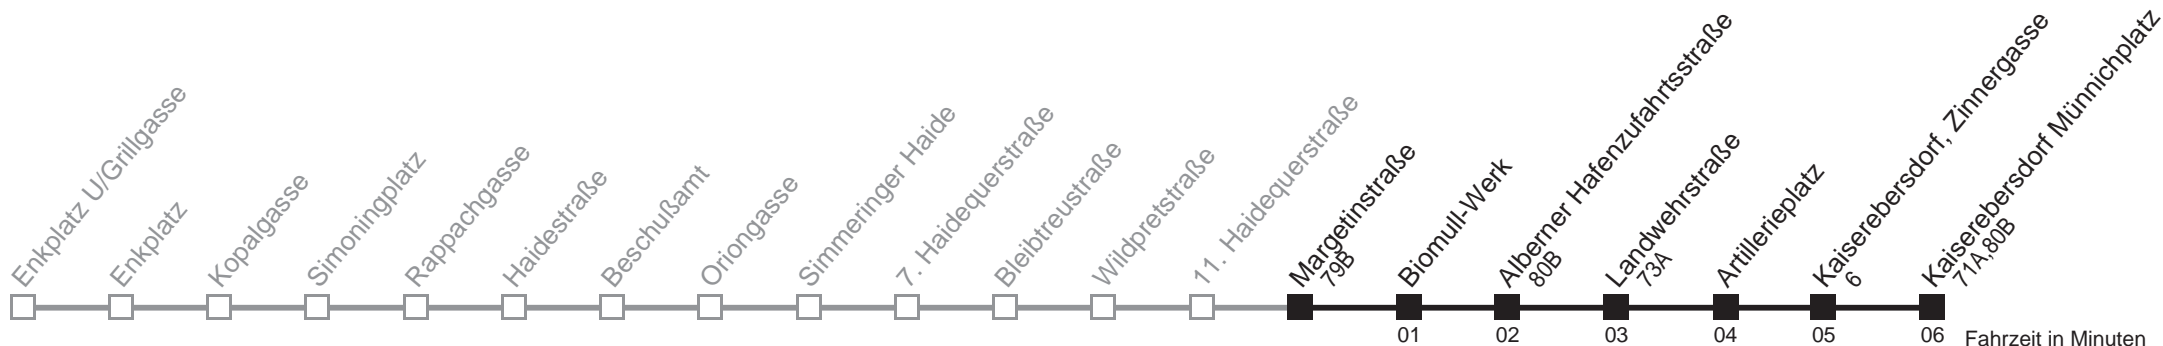 Enkplatz U/Grillgasse
Enkplatz
Kopalgasse
Simoningplatz
Rappachgasse
Haidestraße
Beschußamt
Oriongasse
Simmeringer Haide
7. Haidequerstraße
Bleibtreustraße
Wildpretstraße
11. Haidequerstraße
Margetinstraße
79B
Biomull-Werk
Alberner Hafenzufahrtsstraße
80B
Landwehrstraße
73A
Artillerieplatz
Kaiserebersdorf, Zinnergasse
6
Kaiserebersdorf Münnichplatz
71A,80B
01
02
03
04
05
06
Fahrzeit in Minuten